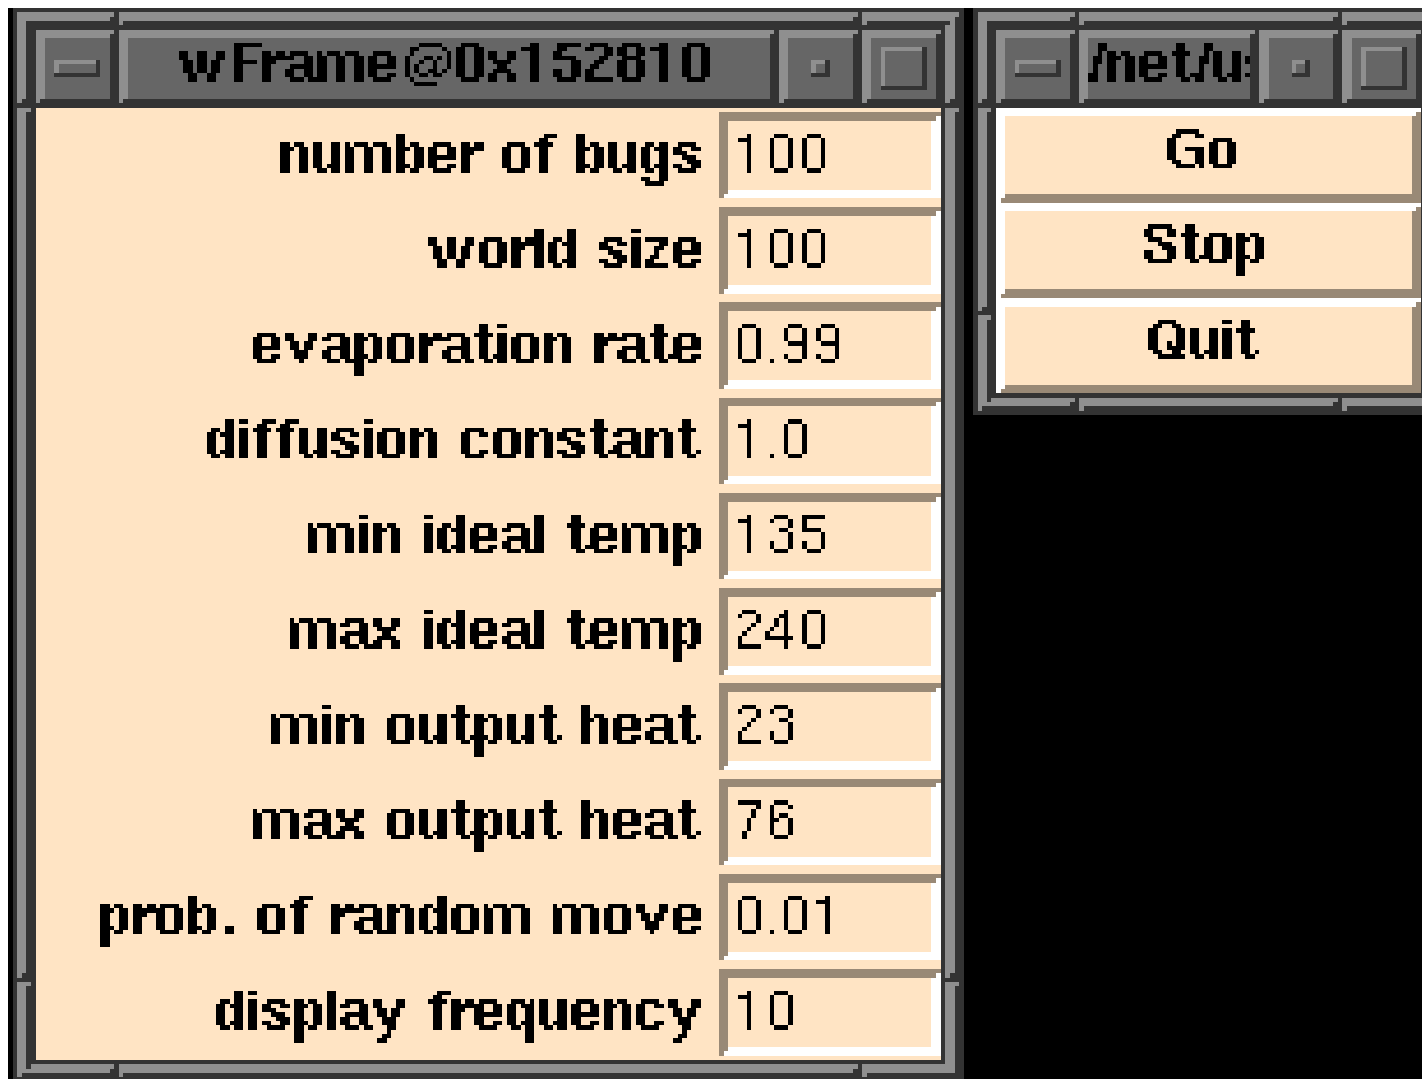 wFrame@0x152810
number of bugs 100
world size 100
evaporation rate 0.99
diffusion constant 1.0
min ideal temp 135
max ideal temp 240
min output heat 23
max output heat 76
prob. of random move 0.01
display frequency 10
/net/us
Go
Stop
Quit